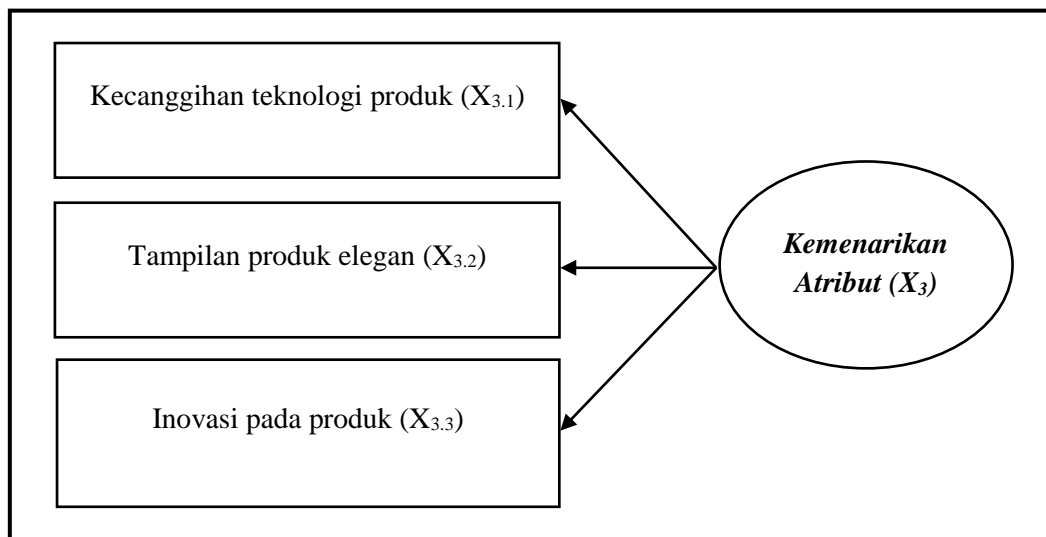 Kecanggihan teknologi produk (X3.1)
Tampilan produk elegan (X3.2)
Inovasi pada produk (X3.3)
Kemenarikan
Atribut (X3)